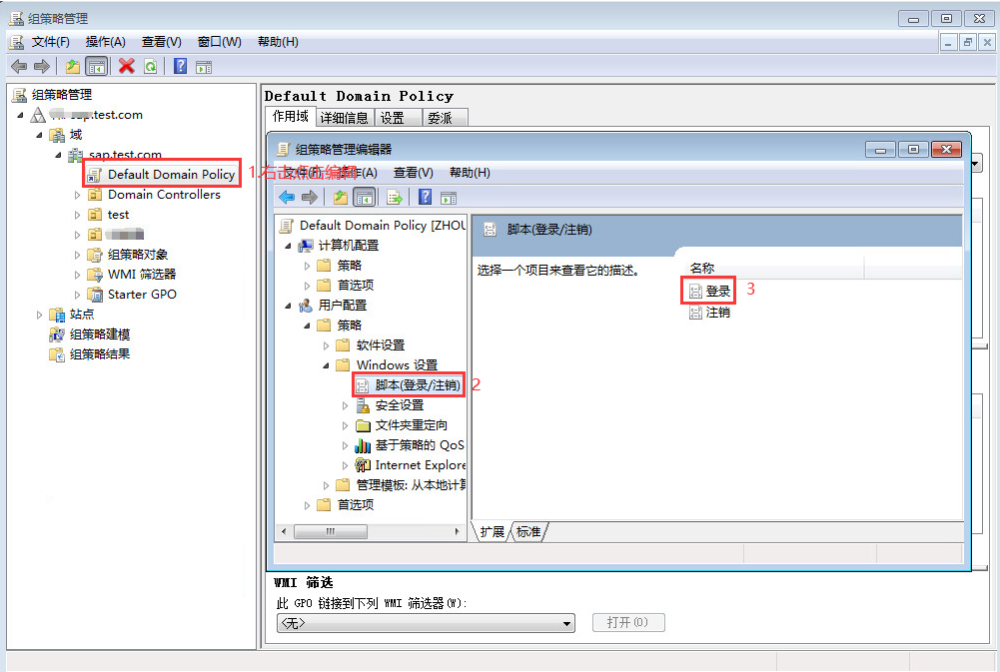 组策略管理
文件(F) 操作(A) 查看(V) 窗口(W) 帮助(H)
组策略管理
sap.test.com
域
sap.test.com
Default Domain Policy
1.右击点击编辑
Domain Controllers
test
组策略对象
WMI 筛选器
Starter GPO
站点
组策略建模
组策略结果
Default Domain Policy
作用域 详细信息 设置 委派
组策略管理编辑器
文件(F) 操作(A) 查看(V) 帮助(H)
Default Domain Policy [ZHOU
计算机配置
策略
首选项
用户配置
策略
软件设置
Windows 设置
脚本(登录/注销)
2
安全设置
文件夹重定向
基于策略的 QoS
Internet Explore
管理模板: 从本地计算
首选项
脚本(登录/注销)
选择一个项目来查看它的描述。
名称
登录
3
注销
扩展 标准
WMI 筛选
此 GPO 链接到下列 WMI 筛选器(W):
<无>
打开(O)